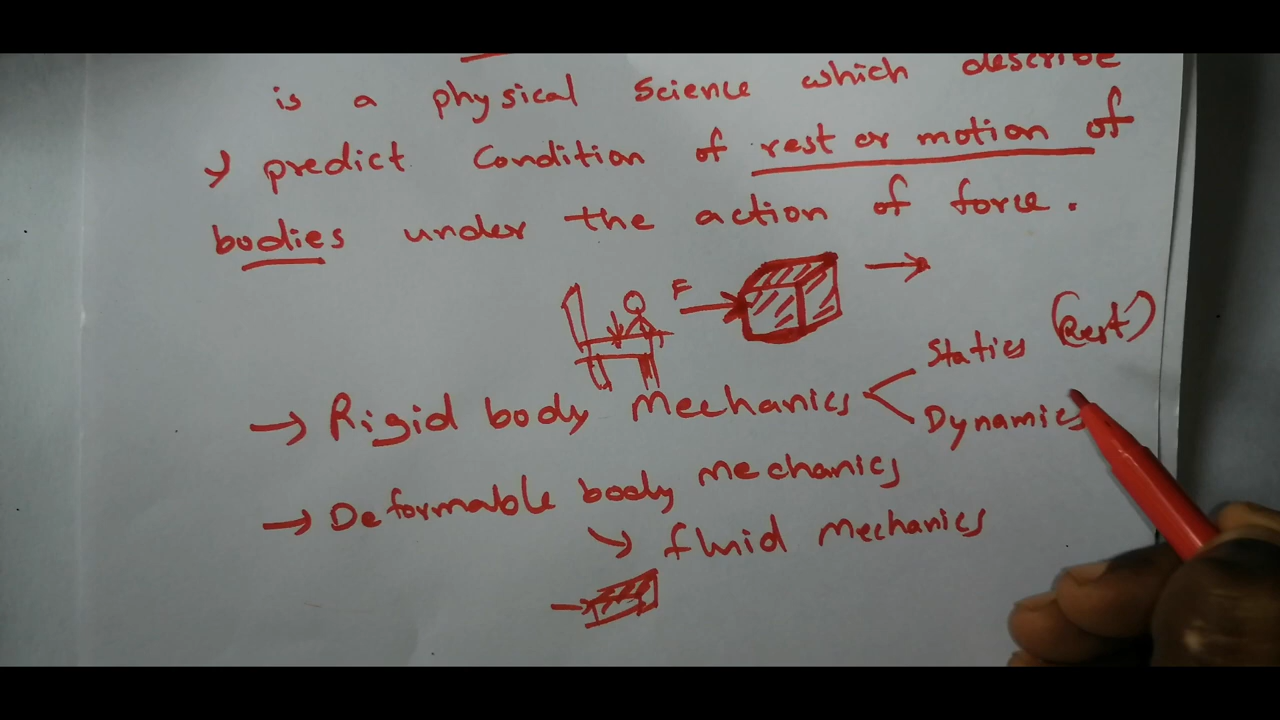 is a physical Science which describe
→ predict Condition of rest or motion of
bodies under the action of force.
F
Statics (Rest)
→ Rigid body Mechanics
Dynamics
→ Deformable body Mechanics
→ fluid Mechanics